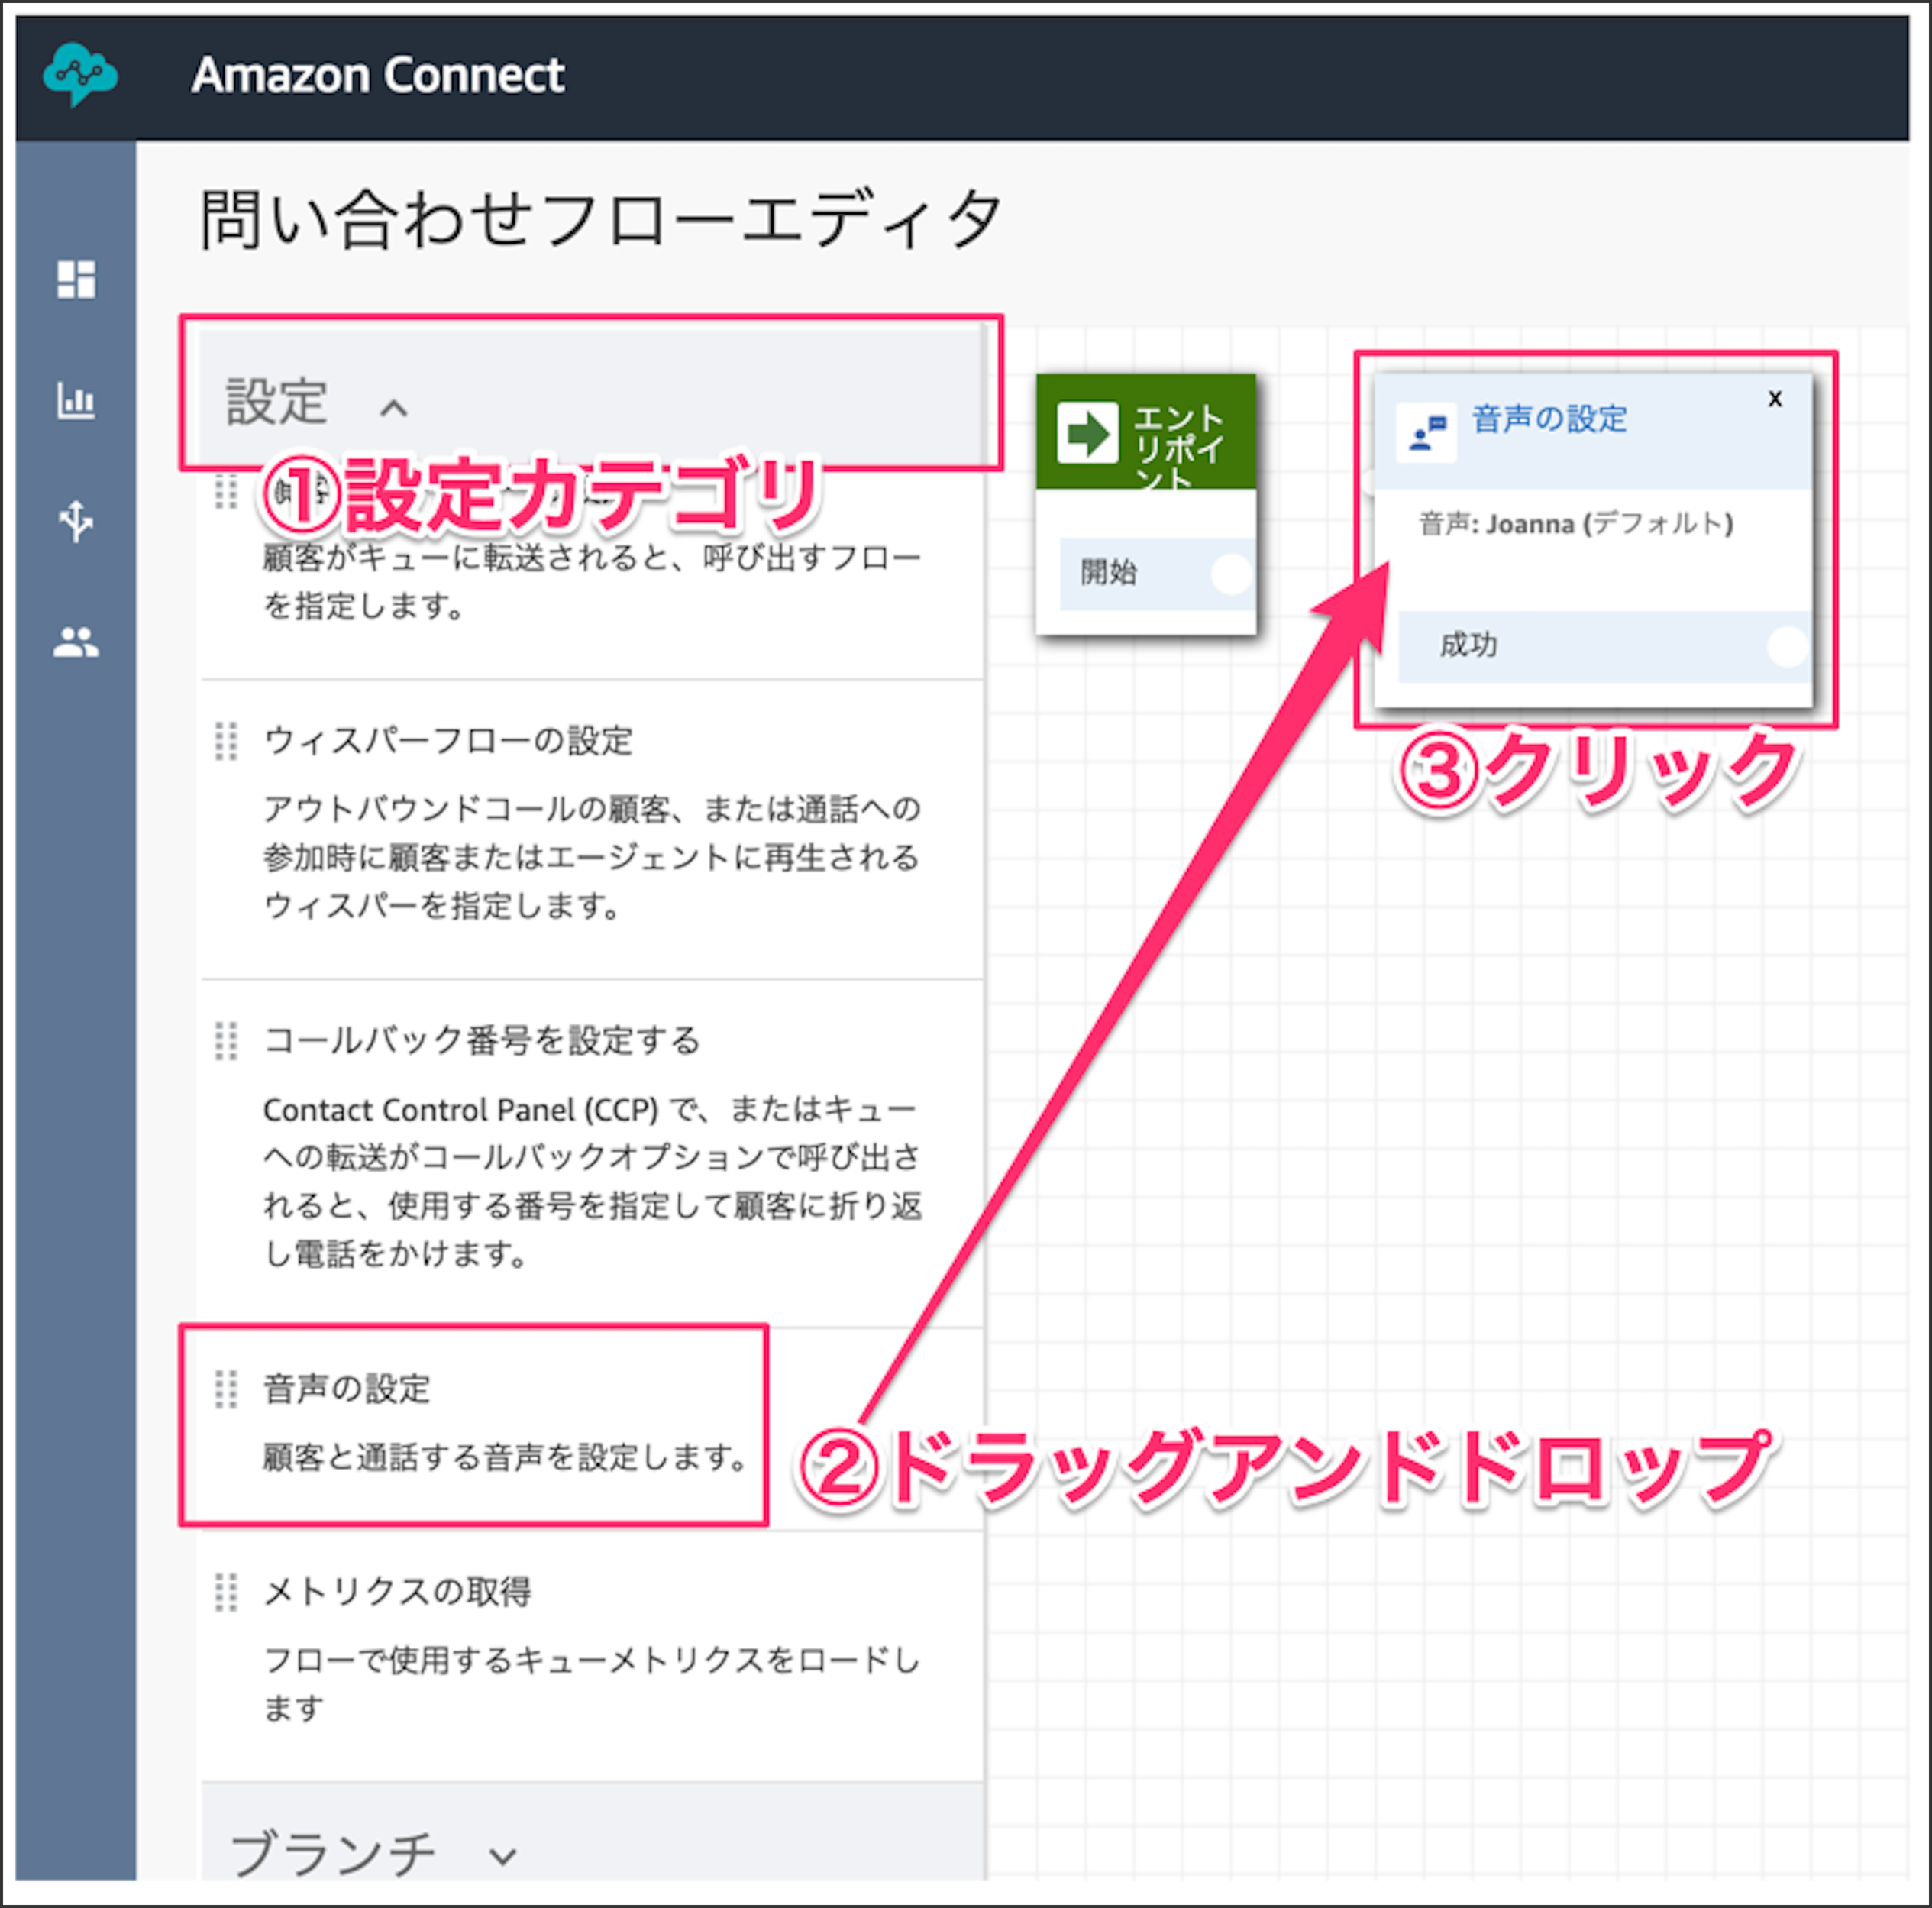 Amazon Connect
問い合わせフローエディタ
設定
①設定カテゴリ
顧客がキューに転送されると、呼び出すフロー
を指定します。
ウィスパーフローの設定
アウトバウンドコールの顧客、または通話への
参加時に顧客またはエージェントに再生される
ウィスパーを指定します。
コールバック番号を設定する
Contact Control Panel (CCP) で、またはキュー
への転送がコールバックオプションで呼び出さ
れると、使用する番号を指定して顧客に折り返
し電話をかけます。
音声の設定
顧客と通話する音声を設定します。
②ドラッグアンドドロップ
メトリクスの取得
フローで使用するキューメトリクスをロードし
ます
ブランチ
エント
リポイ
ント
開始
音声の設定
x
音声: Joanna (デフォルト)
成功
③クリック